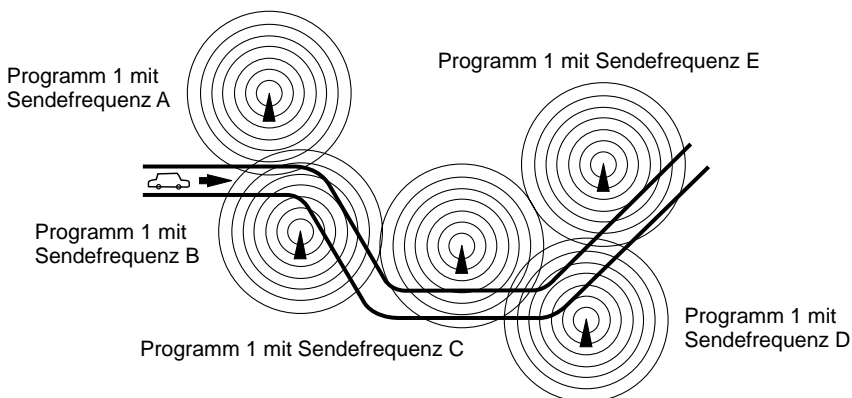 Programm 1 mit
Sendefrequenz A
Programm 1 mit Sendefrequenz E
Programm 1 mit
Sendefrequenz B
Programm 1 mit Sendefrequenz C
Programm 1 mit
Sendefrequenz D